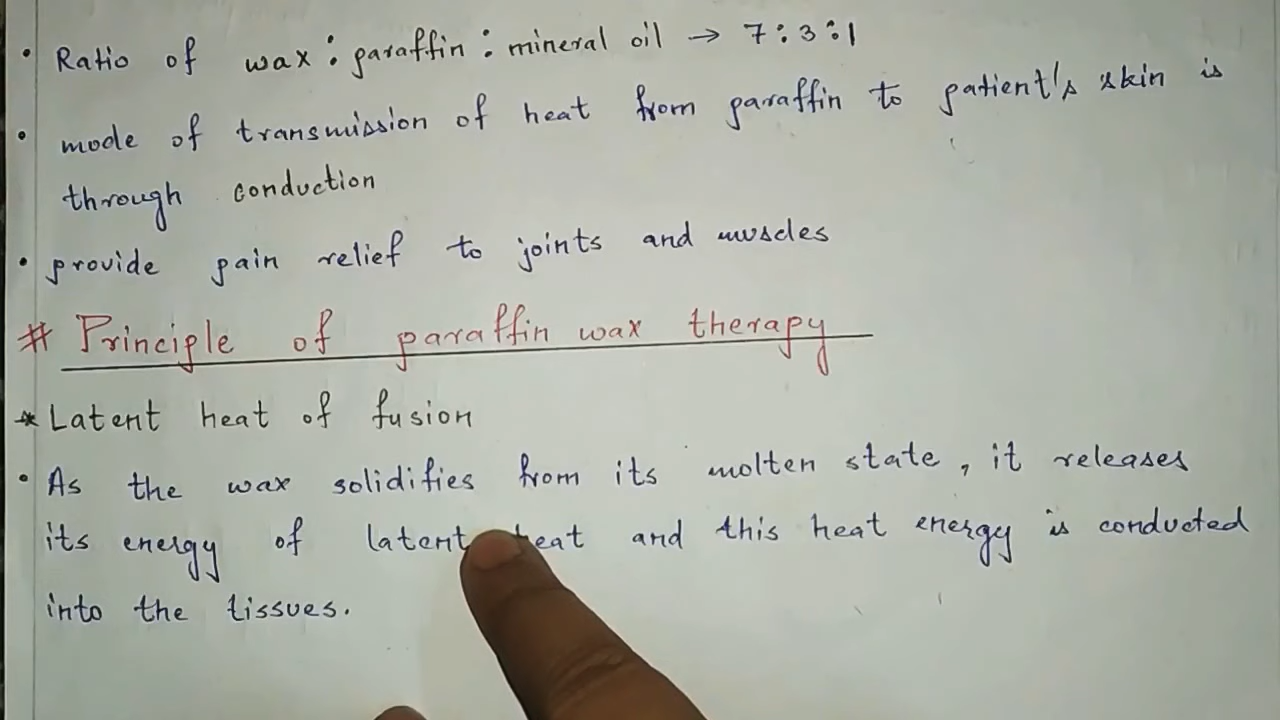 • Ratio of wax : paraffin : mineral oil → 7 : 3 : 1
• mode of transmission of heat from paraffin to patient's skin is
through conduction
• provide pain relief to joints and muscles
# Principle of paraffin wax therapy
* Latent heat of fusion
• As the wax solidifies from its molten state, it releases
its energy of latent heat and this heat energy is conducted
into the tissues.